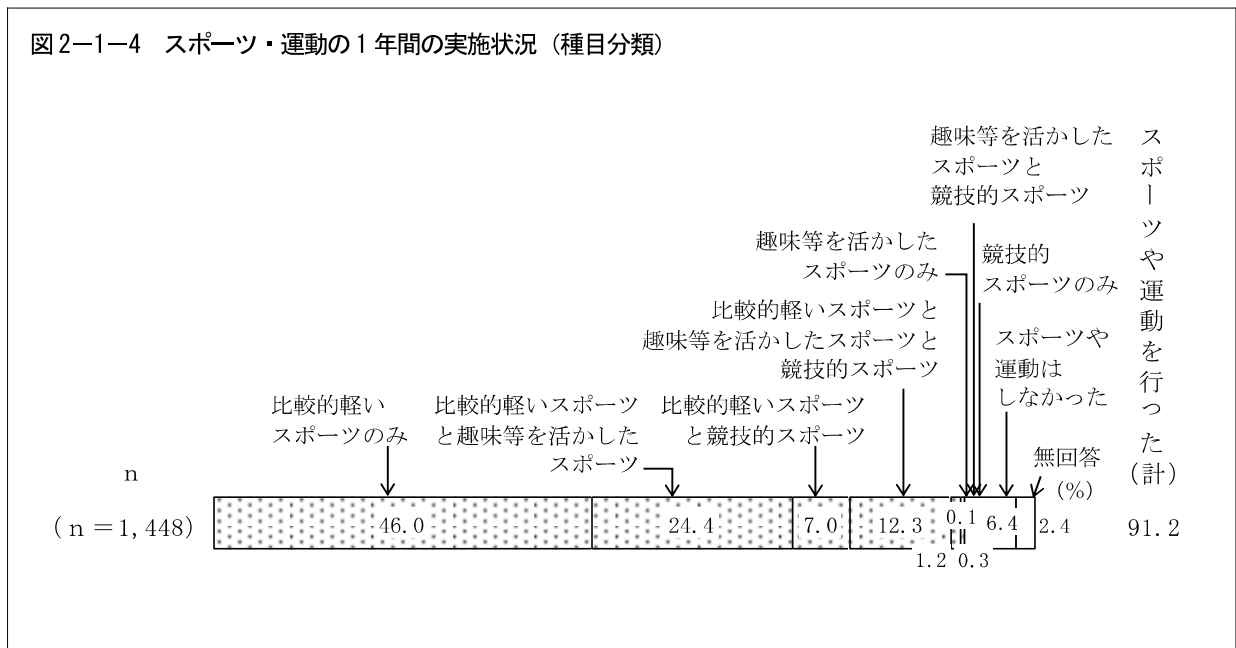 図2-1-4 スポーツ・運動の1年間の実施状況(種目分類)
趣味等を活かした
スポーツと
競技的スポーツ
スポーツや運動を行った(計)
趣味等を活かした
スポーツのみ
競技的
スポーツのみ
比較的軽いスポーツと
趣味等を活かしたスポーツと
競技的スポーツ
スポーツや
運動は
しなかった
比較的軽い
スポーツのみ
比較的軽いスポーツ
と趣味等を活かした
スポーツ
比較的軽いスポーツ
と競技的スポーツ
無回答
(%)
n
(n=1,448)
46.0
24.4
7.0
12.3
0.1
6.4
2.4
91.2
1.2
0.3